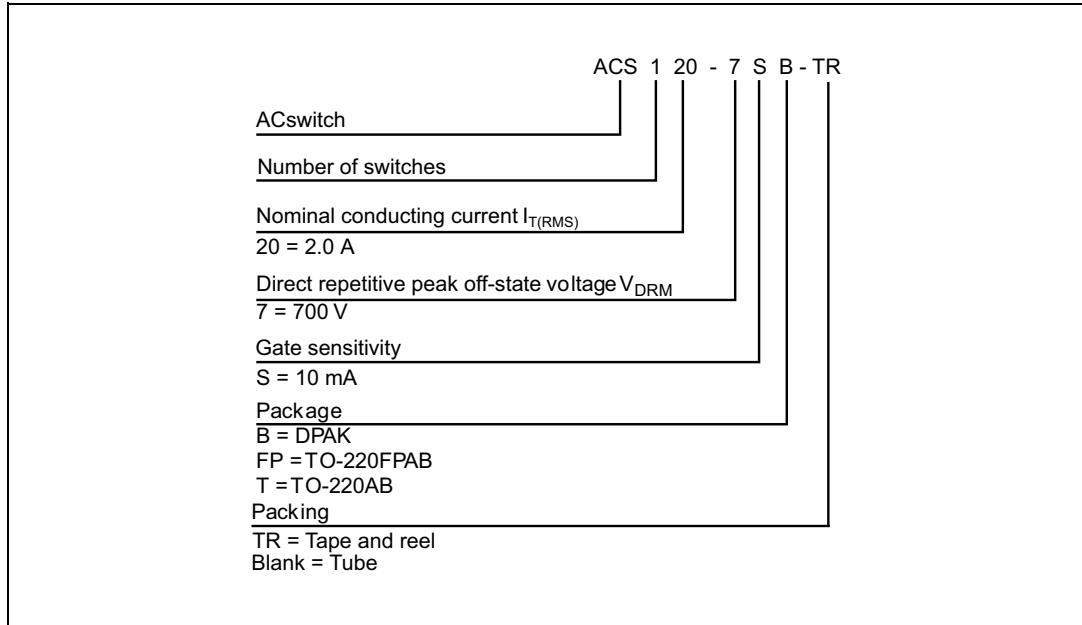 ACS 1 20 - 7 S B - TR
ACswitch
Number of switches
Nominal conducting current IT(RMS)
20 = 2.0 A
Direct repetitive peak off-state voltage VDRM
7 = 700 V
Gate sensitivity
S = 10 mA
Package
B = DPAK
FP = TO-220FPAB
T = TO-220AB
Packing
TR = Tape and reel
Blank = Tube